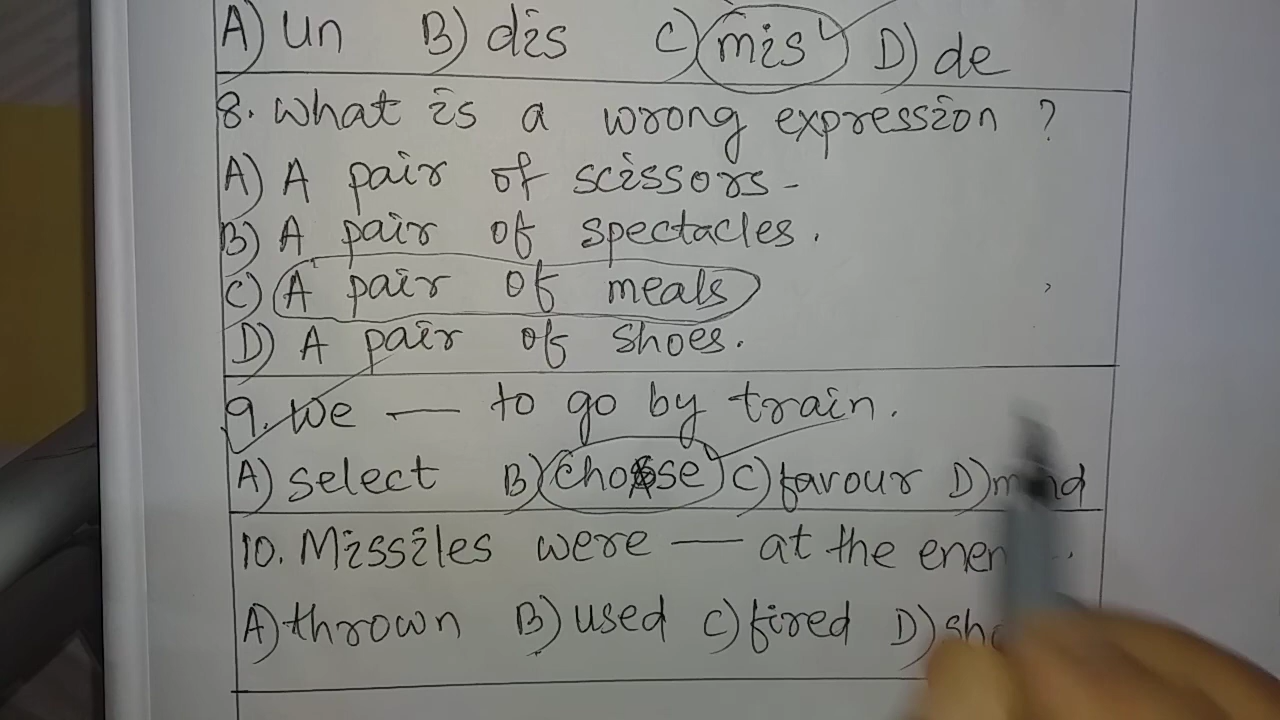 A) un B) dis C) mis D) de
8. What is a wrong expression ?
A) A pair of scissors-
B) A pair of spectacles.
C) A pair of meals
D) A pair of shoes.
9. We — to go by train.
A) select B) chose C) favour D)
10. Missiles were — at the
A) thrown B) used C) fired D)